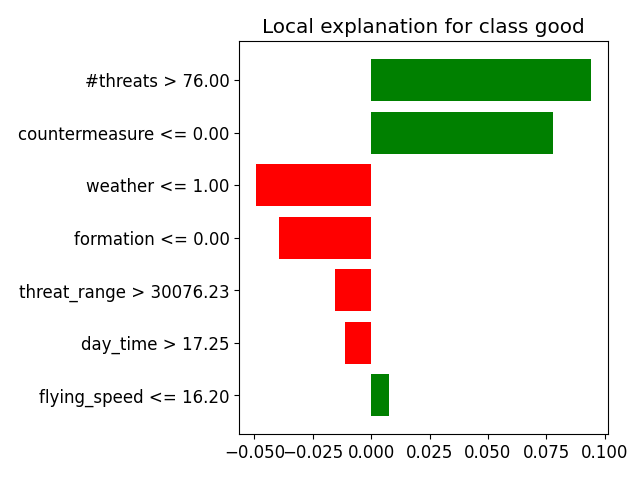 Local explanation for class good
#threats > 76.00
countermeasure <= 0.00
weather <= 1.00
formation <= 0.00
threat_range > 30076.23
day_time > 17.25
flying_speed <= 16.20
−0.050 −0.025 0.000 0.025 0.050 0.075 0.100